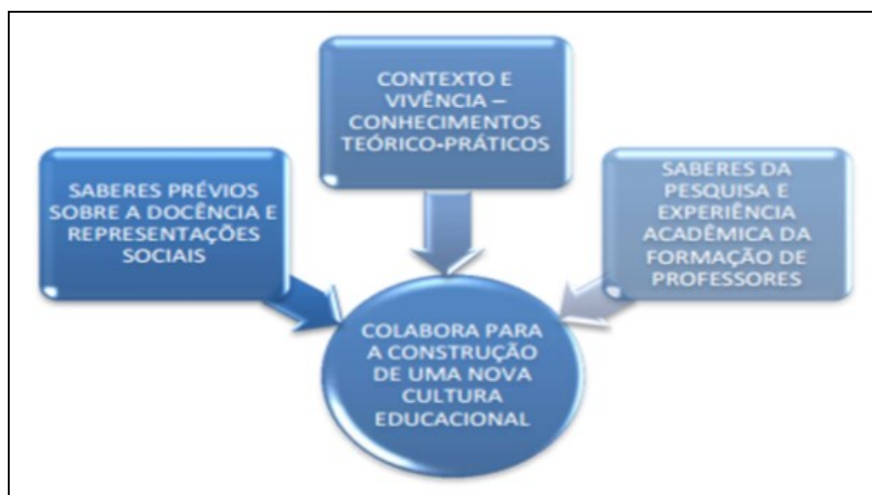 CONTEXTO E
VIVÊNCIA –
CONHECIMENTOS
TEÓRICO-PRÁTICOS
SABERES PRÉVIOS
SOBRE A DOCÊNCIA E
REPRESENTAÇÕES
SOCIAIS
SABERES DA
PESQUISA E
EXPERIÊNCIA
ACADÊMICA DA
FORMAÇÃO DE
PROFESSORES
COLABORA PARA
A CONSTRUÇÃO
DE UMA NOVA
CULTURA
EDUCACIONAL